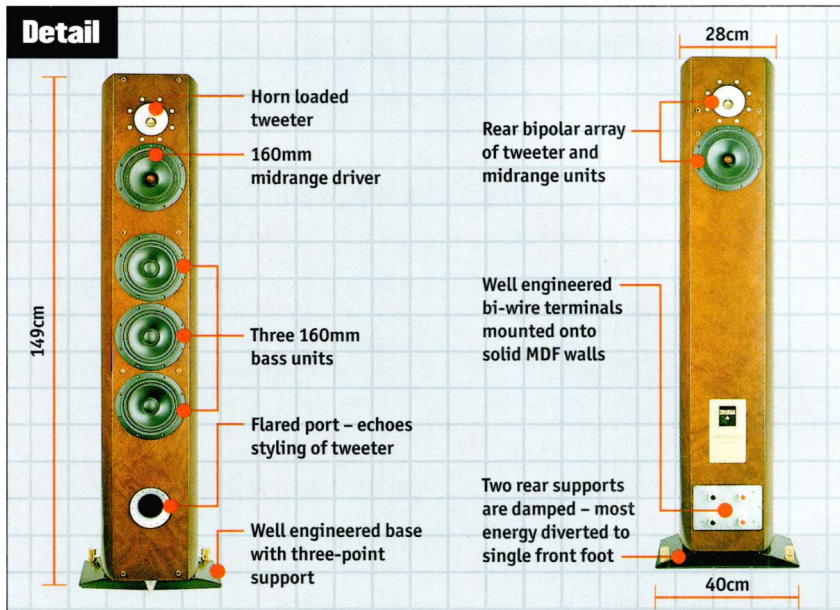 Detail
149cm
Horn loaded
tweeter
160mm
midrange driver
Three 160mm
bass units
Flared port – echoes
styling of tweeter
Well engineered base
with three-point
support
28cm
Rear bipolar array
of tweeter and
midrange units
Well engineered
bi-wire terminals
mounted onto
solid MDF walls
Two rear supports
are damped – most
energy diverted to
single front foot
40cm